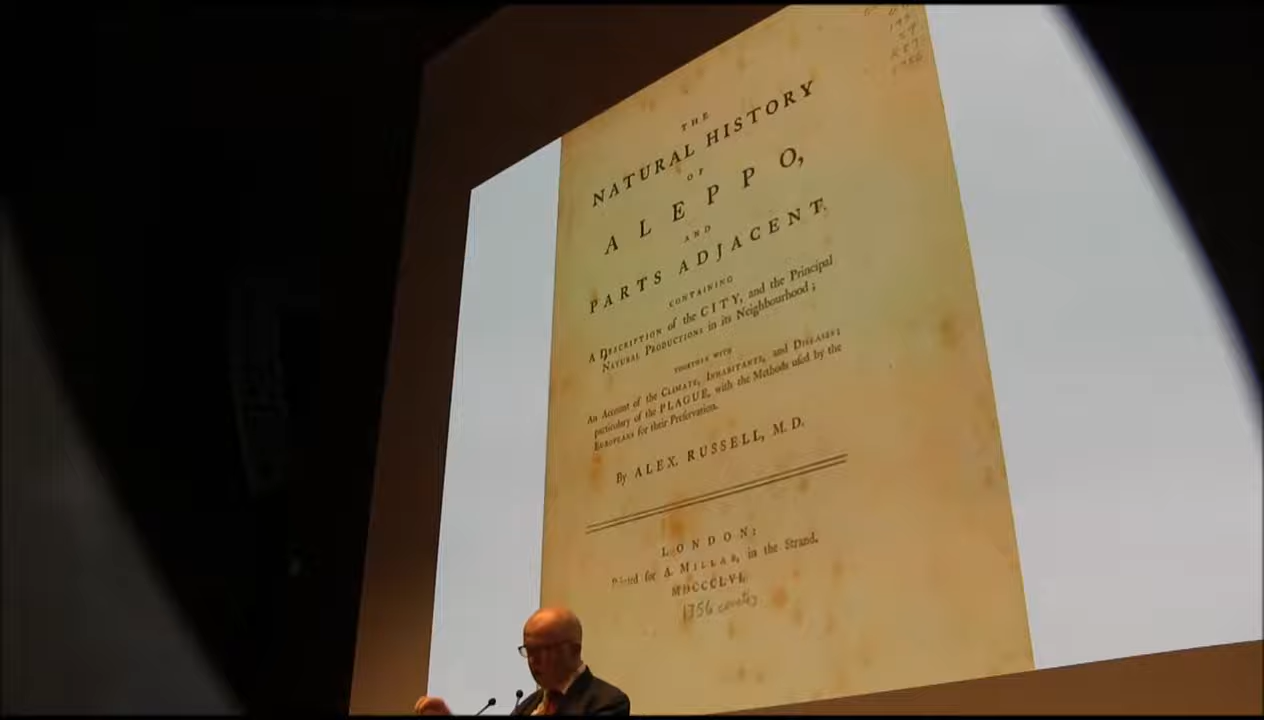 THE
NATURAL HISTORY
OF
ALEPPO,
AND
PARTS ADJACENT.
CONTAINING
A DESCRIPTION of the CITY, and the Principal
NATURAL PRODUCTIONS in its Neighbourhood;
TOGETHER WITH
An Account of the CLIMATE, INHABITANTS, and DISEASES;
particulary of the PLAGUE, with the Methods used by the
EUROPEANS for their Preservation.
By ALEX. RUSSELL, M.D.
LONDON:
Printed for A. MILLAR, in the Strand.
MDCCCLVI.
1756